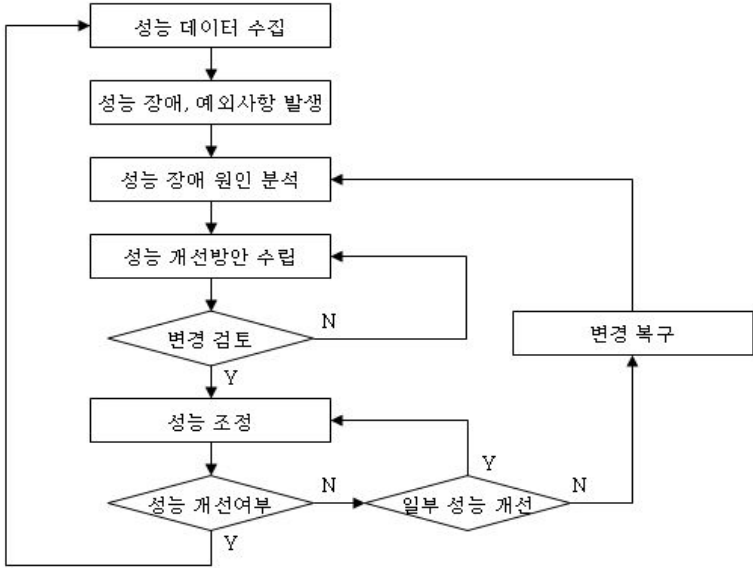 성능 데이터 수집
성능 장애, 예외사항 발생
성능 장애 원인 분석
성능 개선방안 수립
변경 검토
N
Y
변경 복구
성능 조정
성능 개선여부
N
Y
일부 성능 개선
Y
N